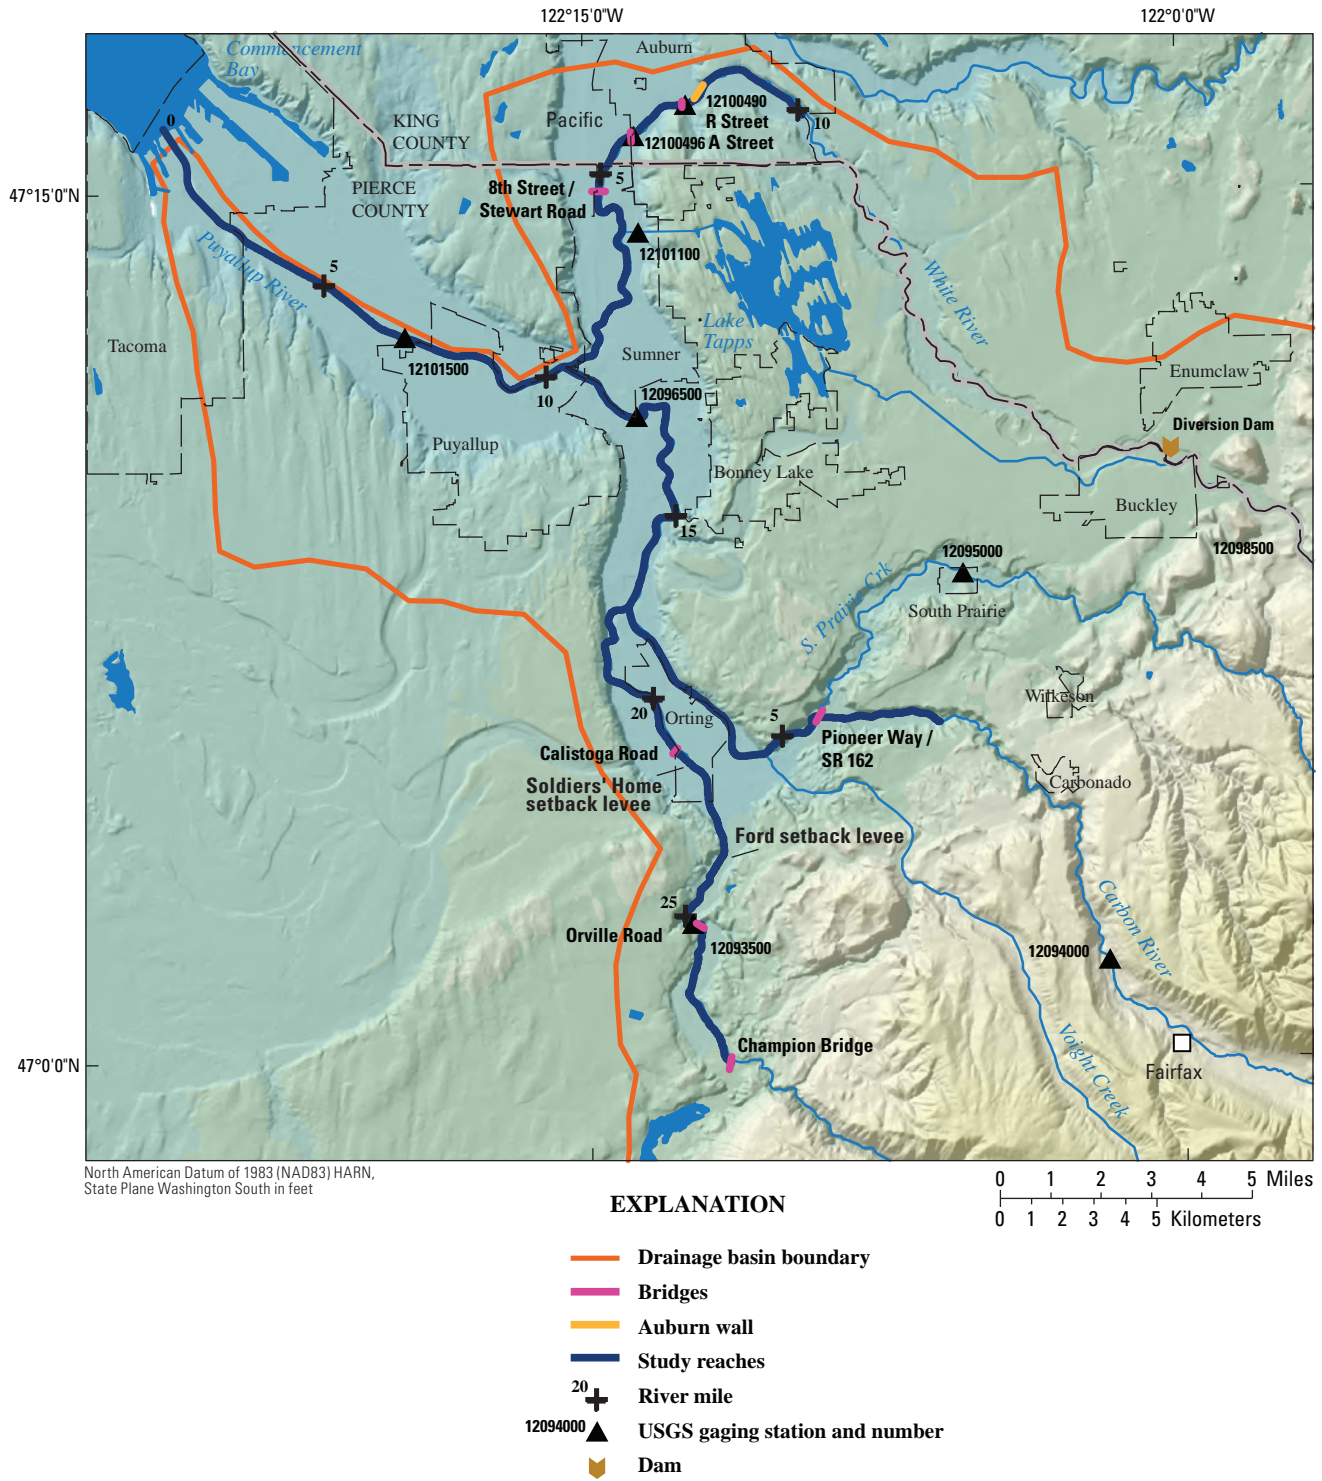 122°15'0"W
122°0'0"W
Commencement
Bay
Auburn
0
KING
COUNTY
Pacific
12100490
R Street
A Street
10
12100496
PIERCE
COUNTY
5
47°15'0"N
8th Street /
Stewart Road
Puyallup River
12101100
5
White River
Lake
Tapps
Tacoma
Sumner
12101500
Enumclaw
10
12096500
Diversion Dam
Puyallup
Bonney Lake
Buckley
15
12098500
12095000
S. Prairie Crk
South Prairie
Wilkeson
20
Orting
5
Calistoga Road
Pioneer Way /
SR 162
Carbonado
Soldiers' Home
setback levee
Ford setback levee
25
Carbon River
Orville Road
12093500
12094000
Champion Bridge
Voight Creek
47°0'0"N
Fairfax
North American Datum of 1983 (NAD83) HARN,
State Plane Washington South in feet
0 1 2 3 4 5 Miles
0 1 2 3 4 5 Kilometers
EXPLANATION
Drainage basin boundary
Bridges
Auburn wall
Study reaches
20 River mile
12094000 USGS gaging station and number
Dam